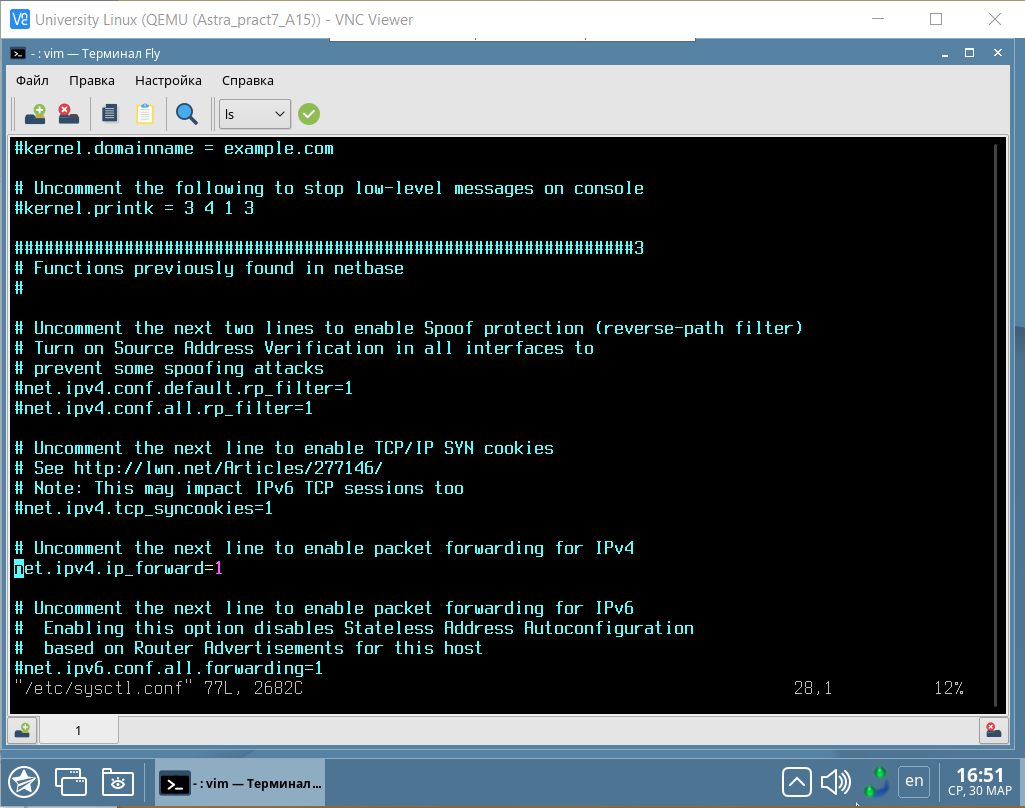 V2 University Linux (QEMU (Astra_pract7_A15)) - VNC Viewer
- : vim — Терминал Fly
Файл Правка Настройка Справка
ls
#kernel.domainname = example.com
# Uncomment the following to stop low-level messages on console
#kernel.printk = 3 4 1 3
##############################################################3
# Functions previously found in netbase
#
# Uncomment the next two lines to enable Spoof protection (reverse-path filter)
# Turn on Source Address Verification in all interfaces to
# prevent some spoofing attacks
#net.ipv4.conf.default.rp_filter=1
#net.ipv4.conf.all.rp_filter=1
# Uncomment the next line to enable TCP/IP SYN cookies
# See http://lwn.net/Articles/277146/
# Note: This may impact IPv6 TCP sessions too
#net.ipv4.tcp_syncookies=1
# Uncomment the next line to enable packet forwarding for IPv4
net.ipv4.ip_forward=1
# Uncomment the next line to enable packet forwarding for IPv6
#  Enabling this option disables Stateless Address Autoconfiguration
#  based on Router Advertisements for this host
#net.ipv6.conf.all.forwarding=1
"/etc/sysctl.conf" 77L, 2682C 28,1 12%
1
- : vim — Терминал...
en
16:51
СР, 30 МАР